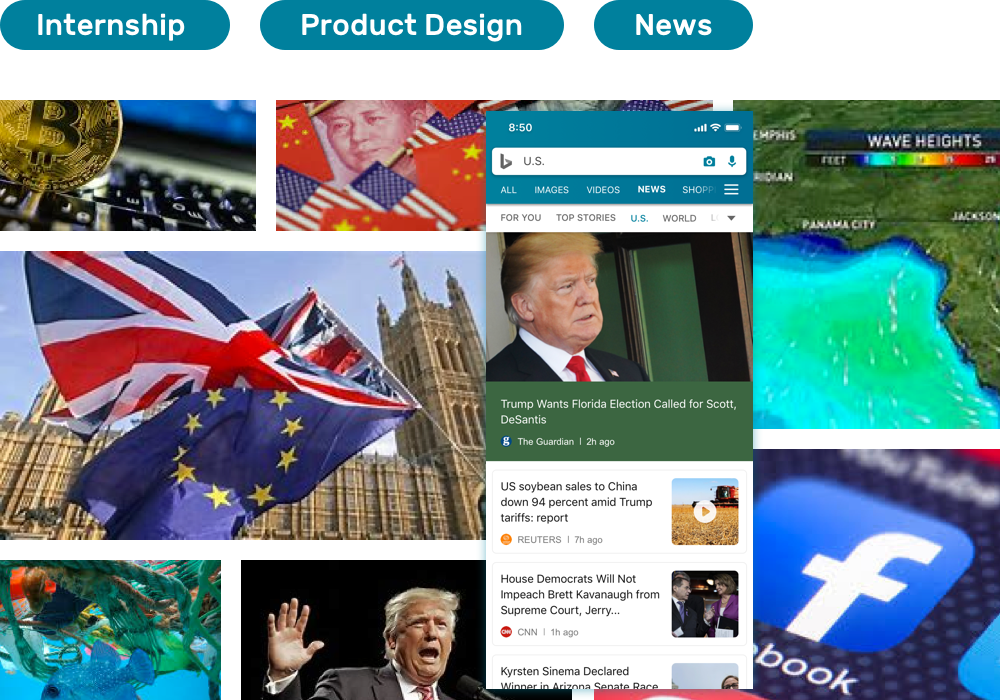 Internship
Product Design
News
8:50
U.S.
ALL IMAGES VIDEOS NEWS SHOPP
FOR YOU TOP STORIES U.S. WORLD
Trump Wants Florida Election Called for Scott,
DeSantis
The Guardian | 2h ago
US soybean sales to China
down 94 percent amid Trump
tariffs: report
REUTERS | 7h ago
House Democrats Will Not
Impeach Brett Kavanaugh from
Supreme Court, Jerry...
CNN | 1h ago
Kyrsten Sinema Declared
Winner in Arizona Senate Race
EMPHIS
WAVE HEIGHTS
FEET
RIDIAN
PANAMA CITY
JACKSON
YouTube
f
ebook